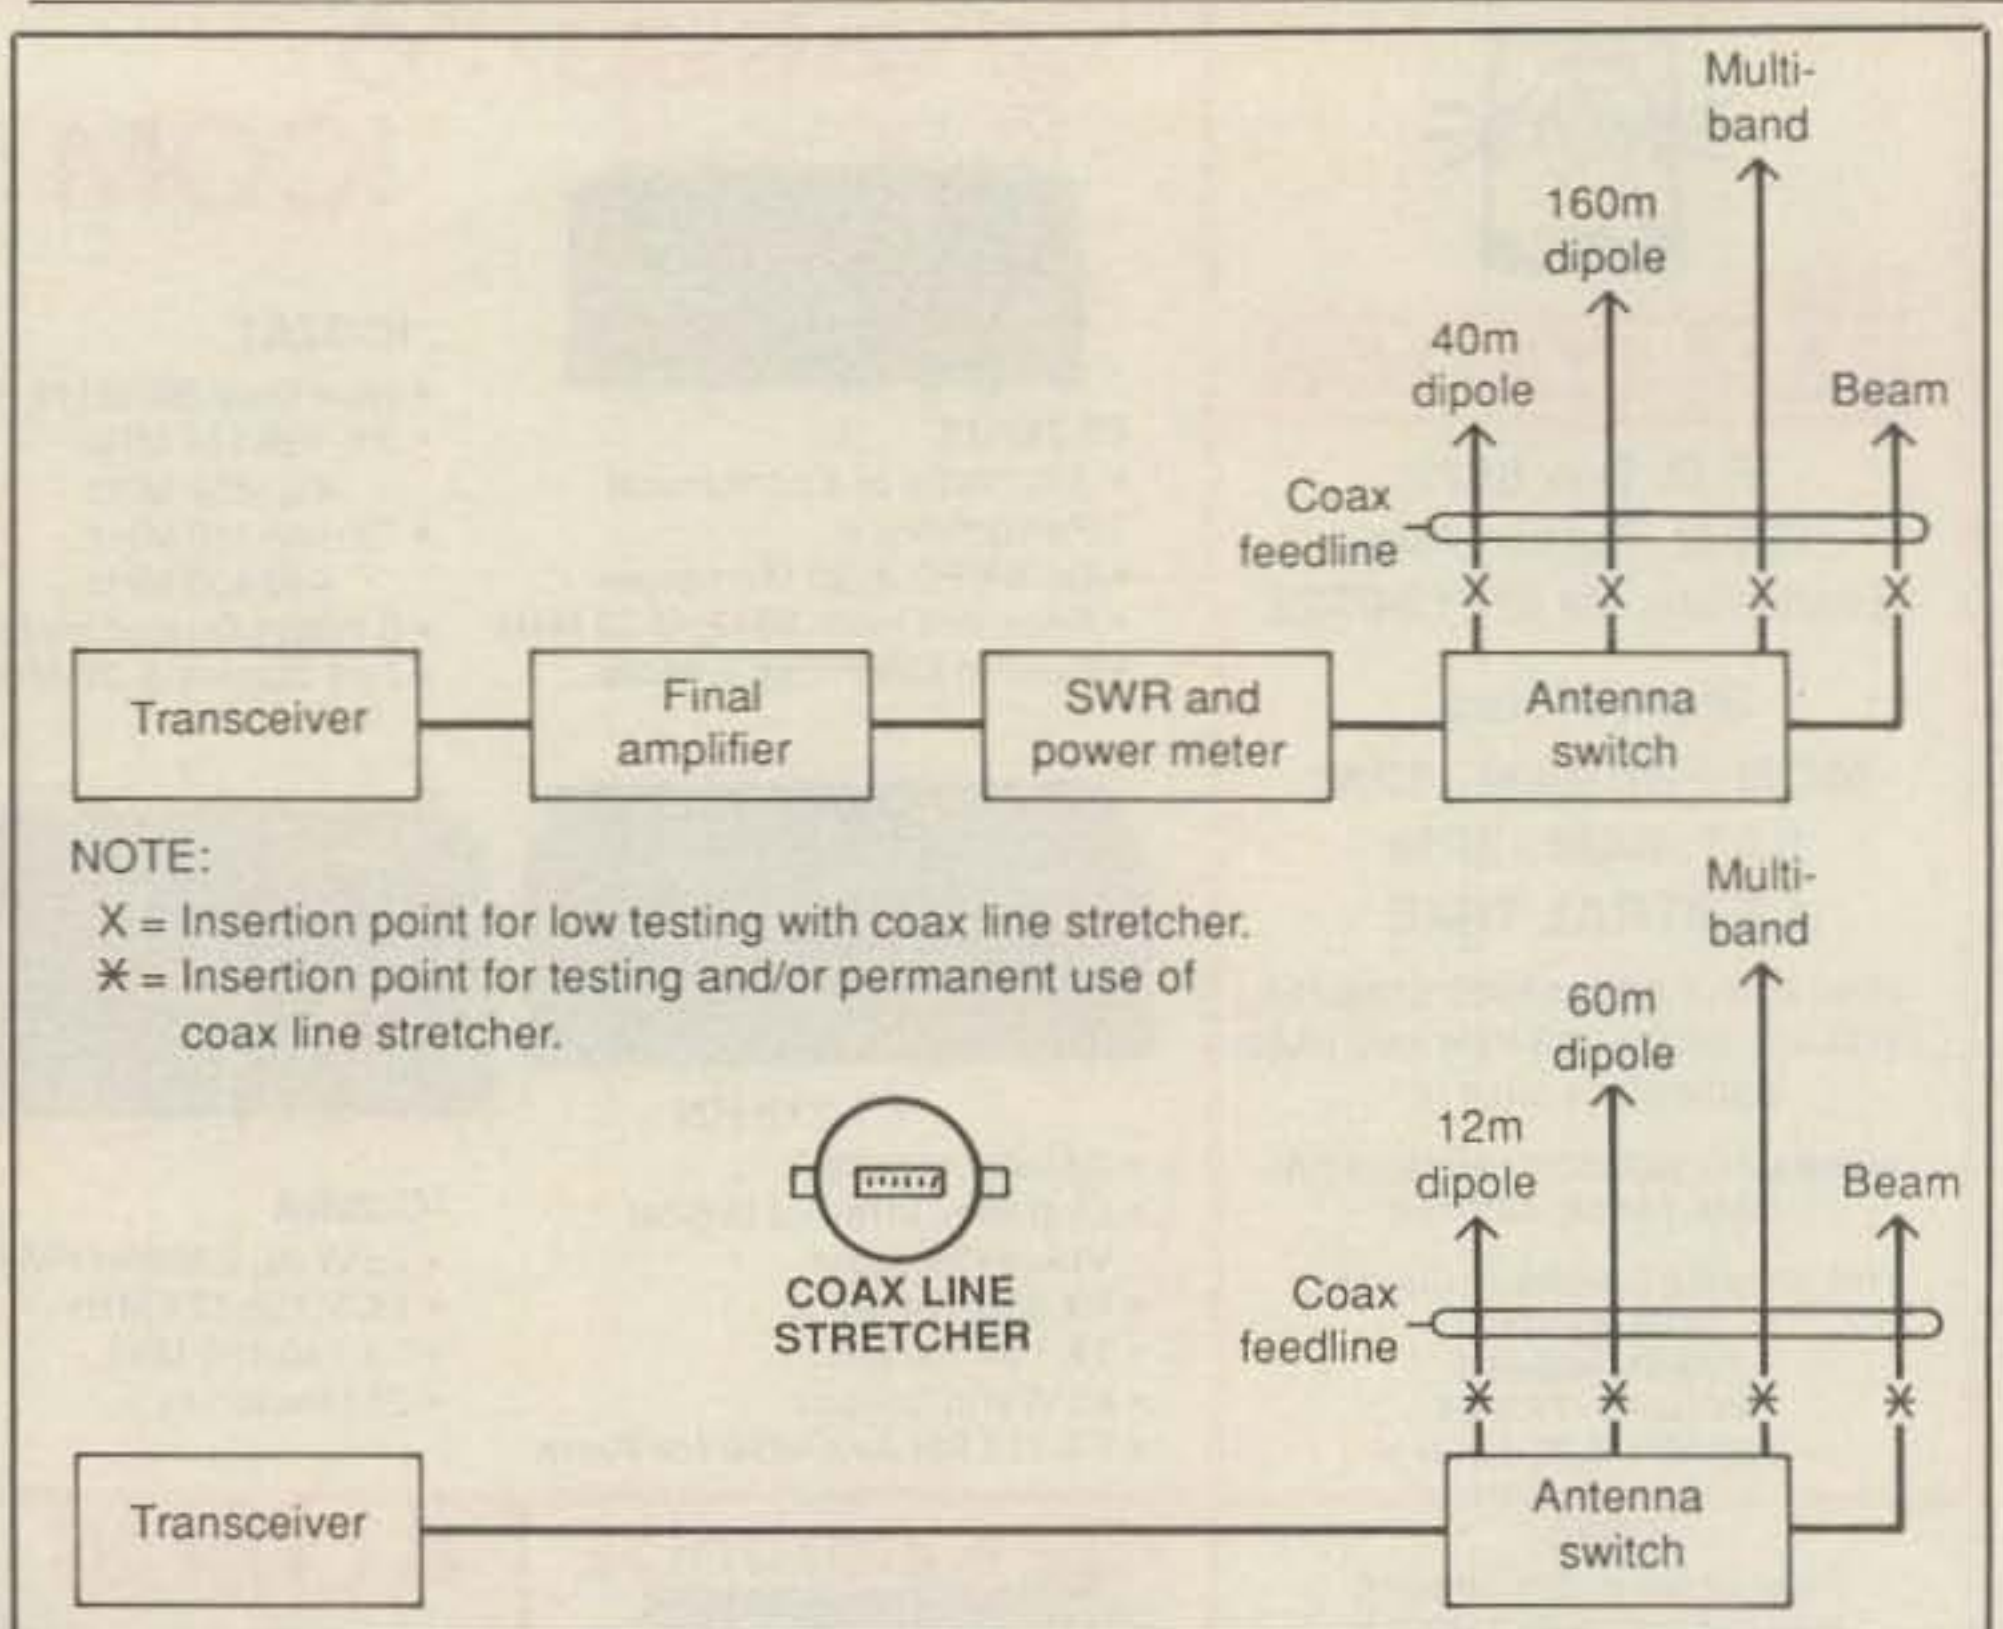 Multi-
band
160m
dipole
40m
dipole
Beam
Coax
feedline
X X X X
Transceiver
Final
amplifier
SWR and
power meter
Antenna
switch
NOTE:
X = Insertion point for low testing with coax line stretcher.
Ж = Insertion point for testing and/or permanent use of
coax line stretcher.
COAX LINE
STRETCHER
Multi-
band
60m
dipole
12m
dipole
Beam
Coax
feedline
Ж Ж Ж Ж
Transceiver
Antenna
switch